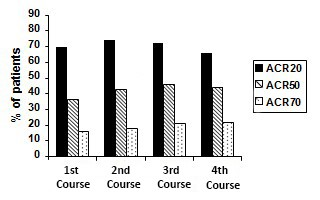 90
80
70
60
50
40
30
20
10
0
% of patients
1st Course
2nd Course
3rd Course
4th Course
ACR20
ACR50
ACR70